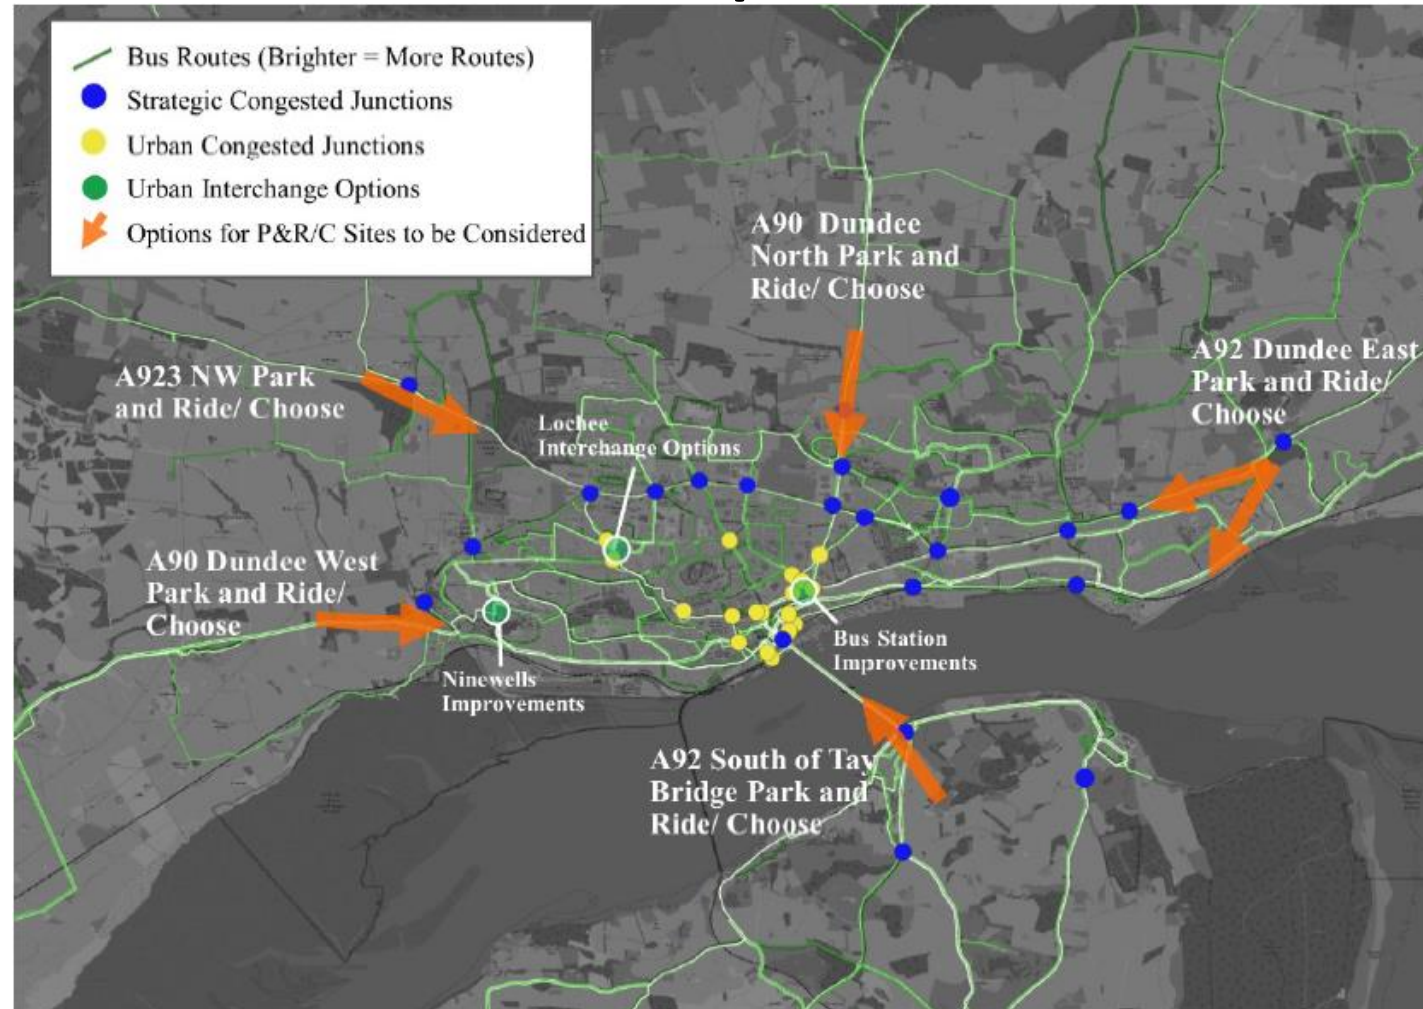 Bus Routes (Brighter = More Routes)
Strategic Congested Junctions
Urban Congested Junctions
Urban Interchange Options
Options for P&R/C Sites to be Considered
A90 Dundee
North Park and
Ride/ Choose
A92 Dundee East
Park and Ride/
Choose
A923 NW Park
and Ride/ Choose
Lochee
Interchange Options
A90 Dundee West
Park and Ride/
Choose
Ninewells
Improvements
Bus Station
Improvements
A92 South of Tay
Bridge Park and
Ride/ Choose